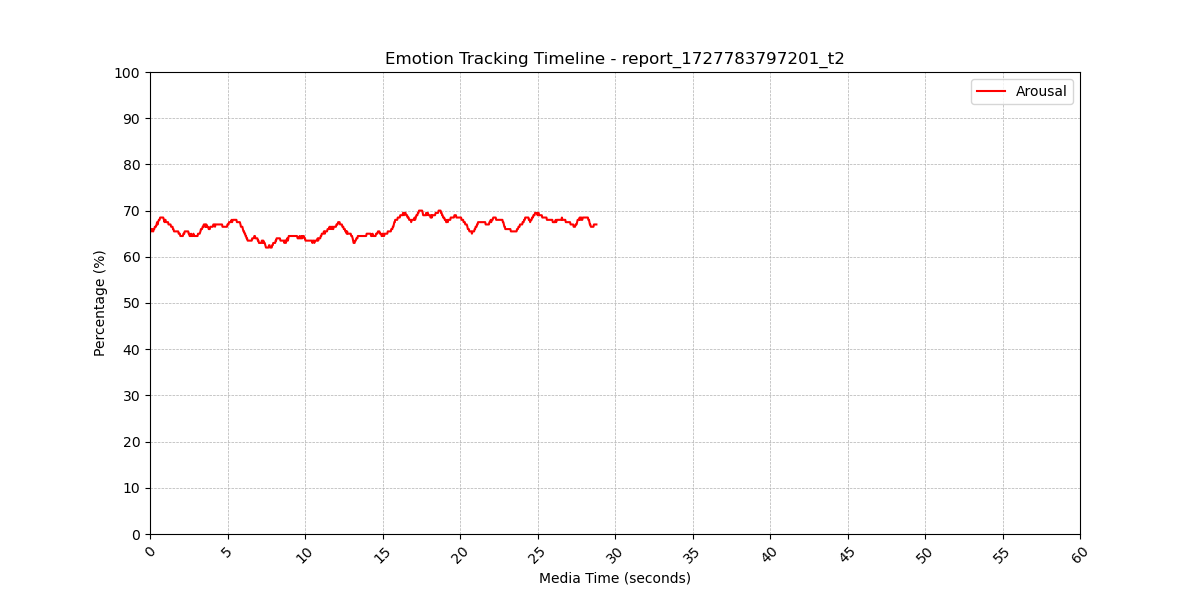 Emotion Tracking Timeline - report_1727783797201_t2
Arousal
Percentage (%)
100
90
80
70
60
50
40
30
20
10
0
0 5 10 15 20 25 30 35 40 45 50 55 60
Media Time (seconds)